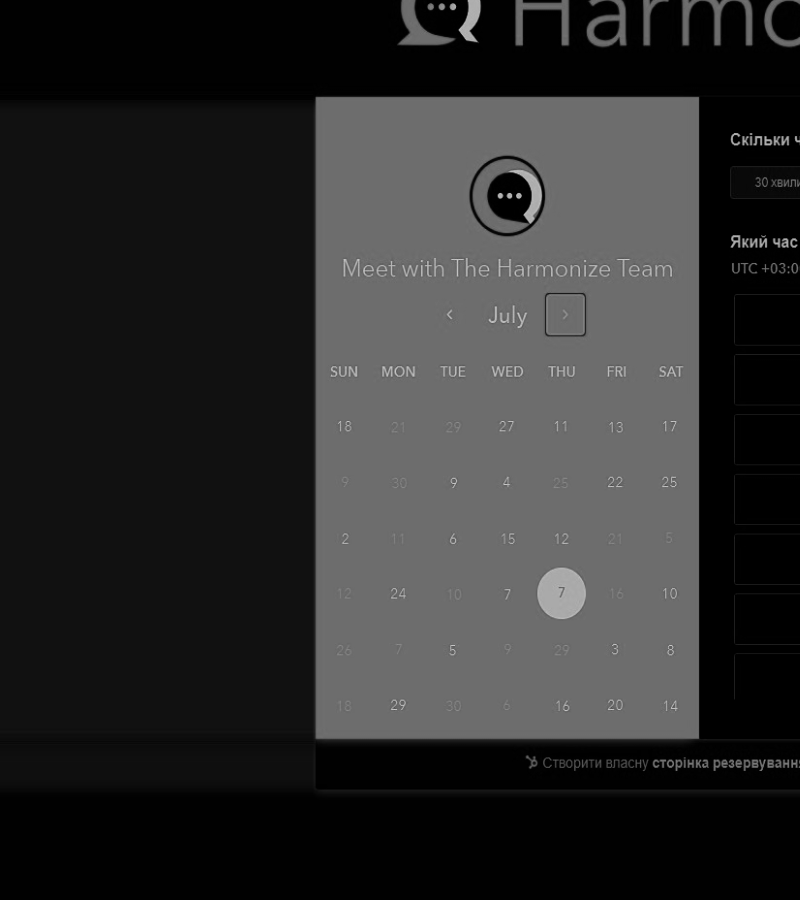 Harmo
Meet with The Harmonize Team
July
SUN MON TUE WED THU FRI SAT
18 21 29 27 11 13 17
9 30 9 4 25 22 25
2 11 6 15 12 21 5
12 24 10 7 7 16 10
26 7 5 9 29 3 8
18 29 30 6 16 20 14
Скільки ч
30 хвили
Який час
UTC +03:0
Створити власну сторінка резервування